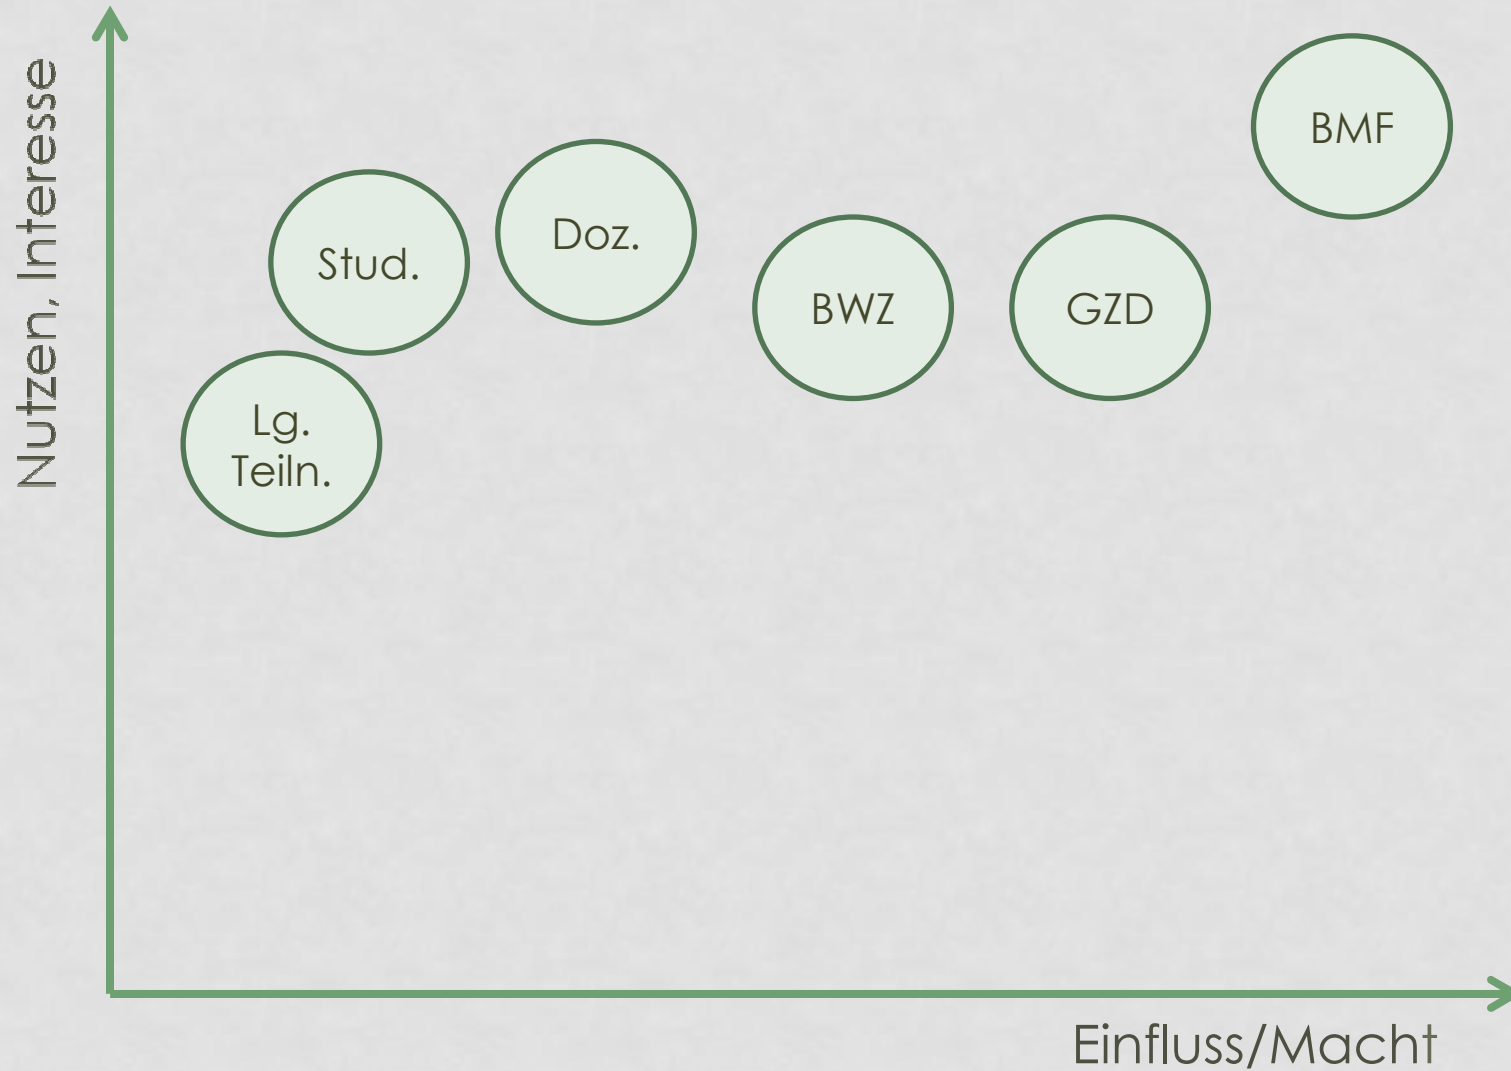 Nutzen, Interesse
BMF
Doz.
Stud.
BWZ
GZD
Lg.
Teiln.
Einfluss/Macht